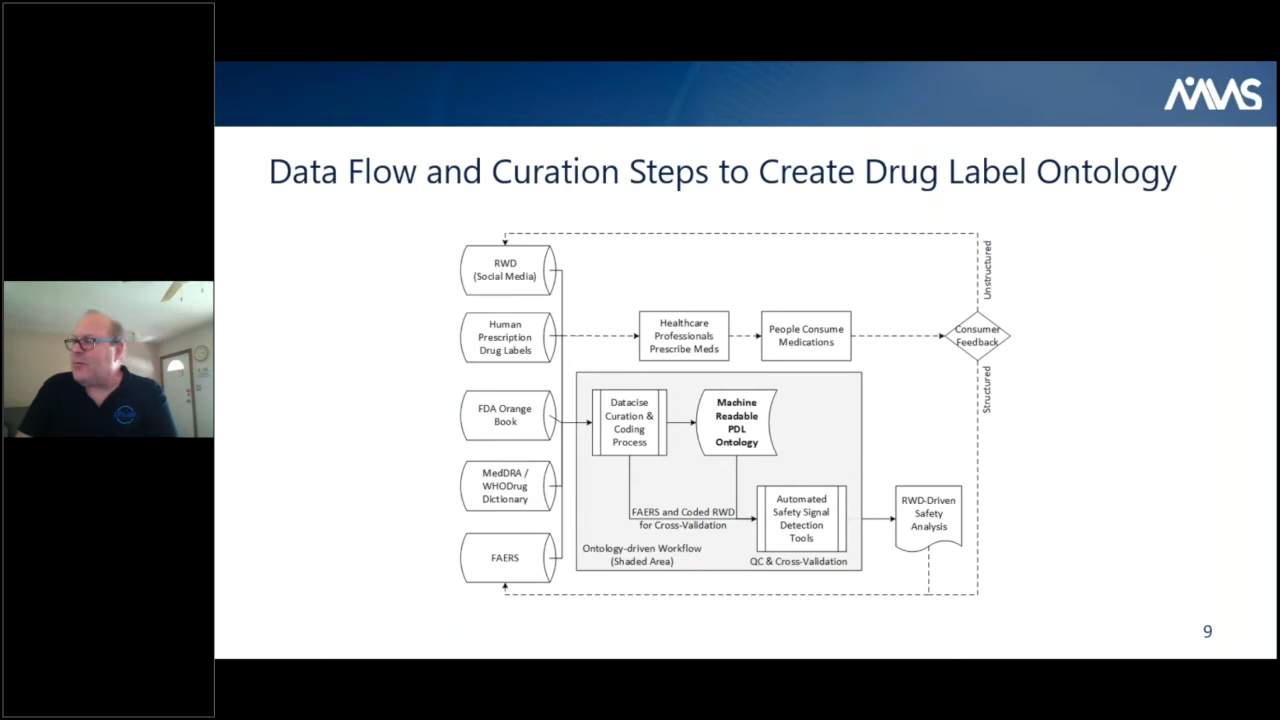 MMS
Data Flow and Curation Steps to Create Drug Label Ontology
RWD
(Social Media)
Human
Prescription
Drug Labels
FDA Orange
Book
MedDRA /
WHODrug
Dictionary
FAERS
Healthcare
Professionals
Prescribe Meds
People Consume
Medications
Consumer
Feedback
Unstructured
Structured
Datacise
Curation &
Coding
Process
Machine
Readable
PDL
Ontology
FAERS and Coded RWD
for Cross-Validation
Automated
Safety Signal
Detection
Tools
Ontology-driven Workflow
(Shaded Area)
QC & Cross-Validation
RWD-Driven
Safety
Analysis
9